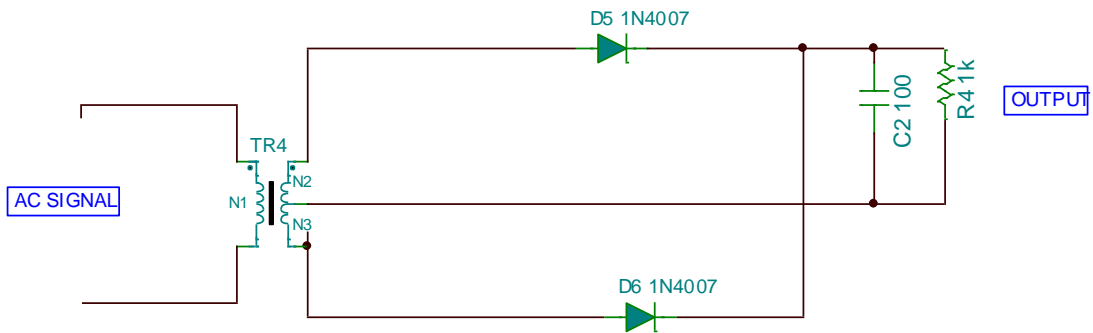 D5 1N4007
C2 100
R4 1k
OUTPUT
TR4
N2
AC SIGNAL
N1
N3
D6 1N4007